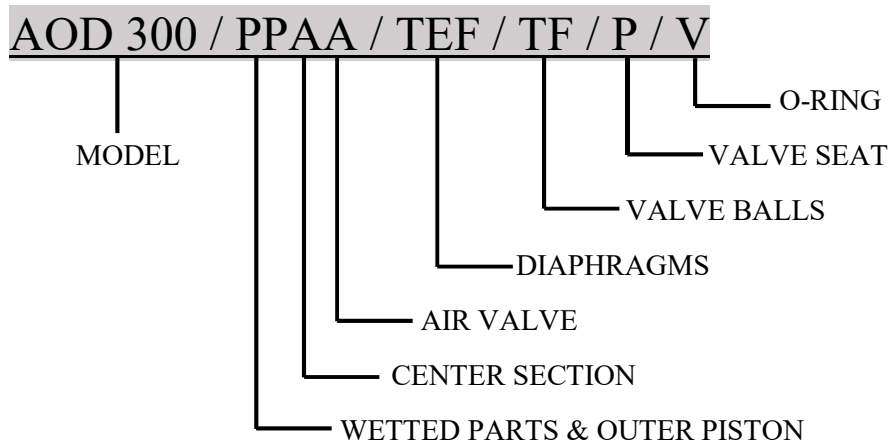 AOD 300 / PPAA / TEF / TF / P / V
O-RING
MODEL
VALVE SEAT
VALVE BALLS
DIAPHRAGMS
AIR VALVE
CENTER SECTION
WETTED PARTS & OUTER PISTON